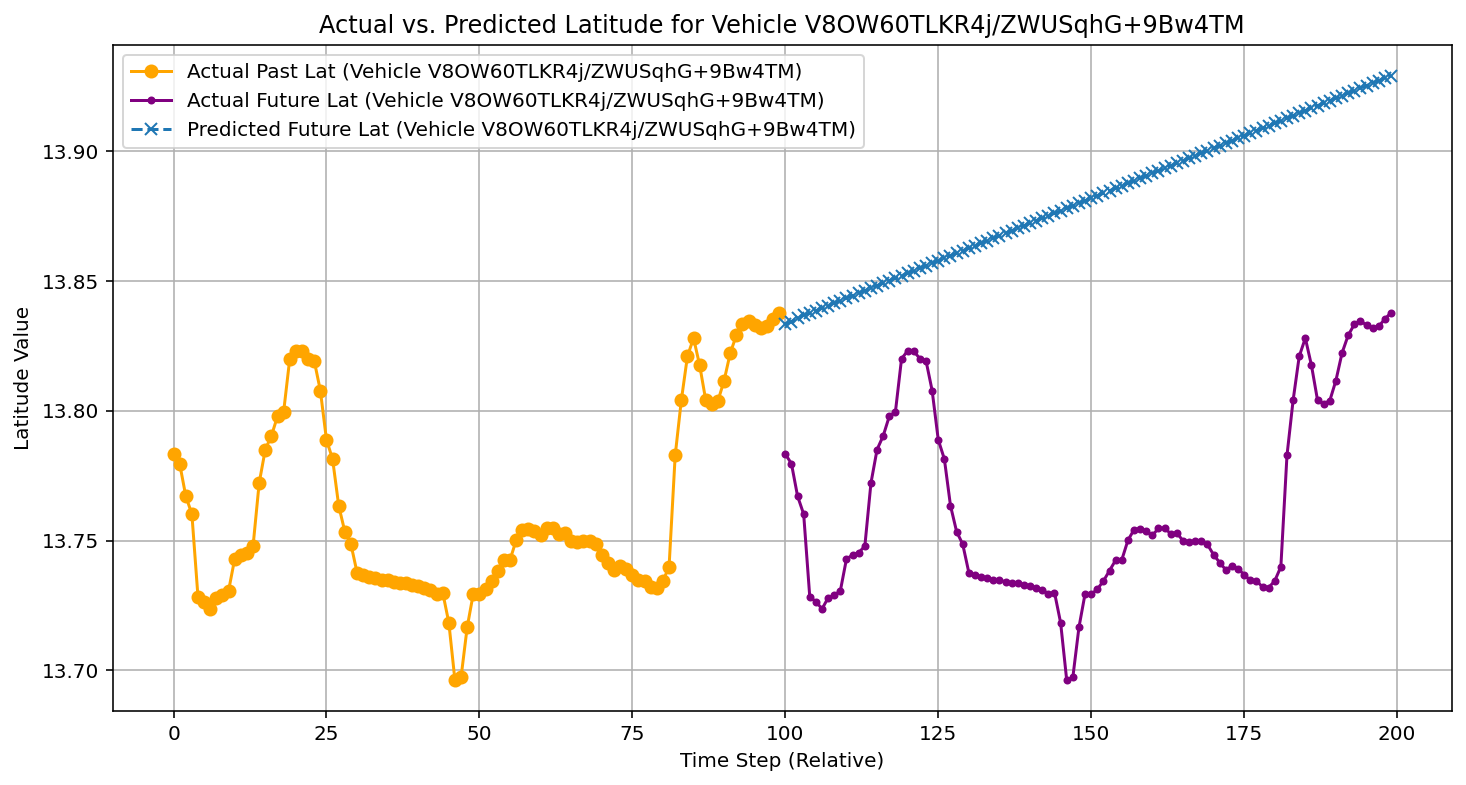 Actual vs. Predicted Latitude for Vehicle V8OW60TLKR4j/ZWUSqhG+9Bw4TM
Actual Past Lat (Vehicle V8OW60TLKR4j/ZWUSqhG+9Bw4TM)
Actual Future Lat (Vehicle V8OW60TLKR4j/ZWUSqhG+9Bw4TM)
Predicted Future Lat (Vehicle V8OW60TLKR4j/ZWUSqhG+9Bw4TM)
Latitude Value
13.90
13.85
13.80
13.75
13.70
0 25 50 75 100 125 150 175 200
Time Step (Relative)